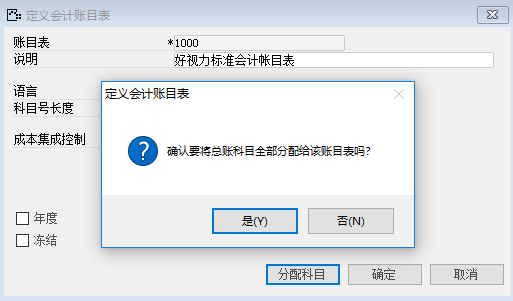 定义会计账目表
账目表 *1000
说明 好视力标准会计帐目表
语言
科目号长度
成本集成控制
定义会计账目表
确认要将总账科目全部分配给该账目表吗?
是(Y) 否(N)
年度
冻结
分配科目 确定 取消